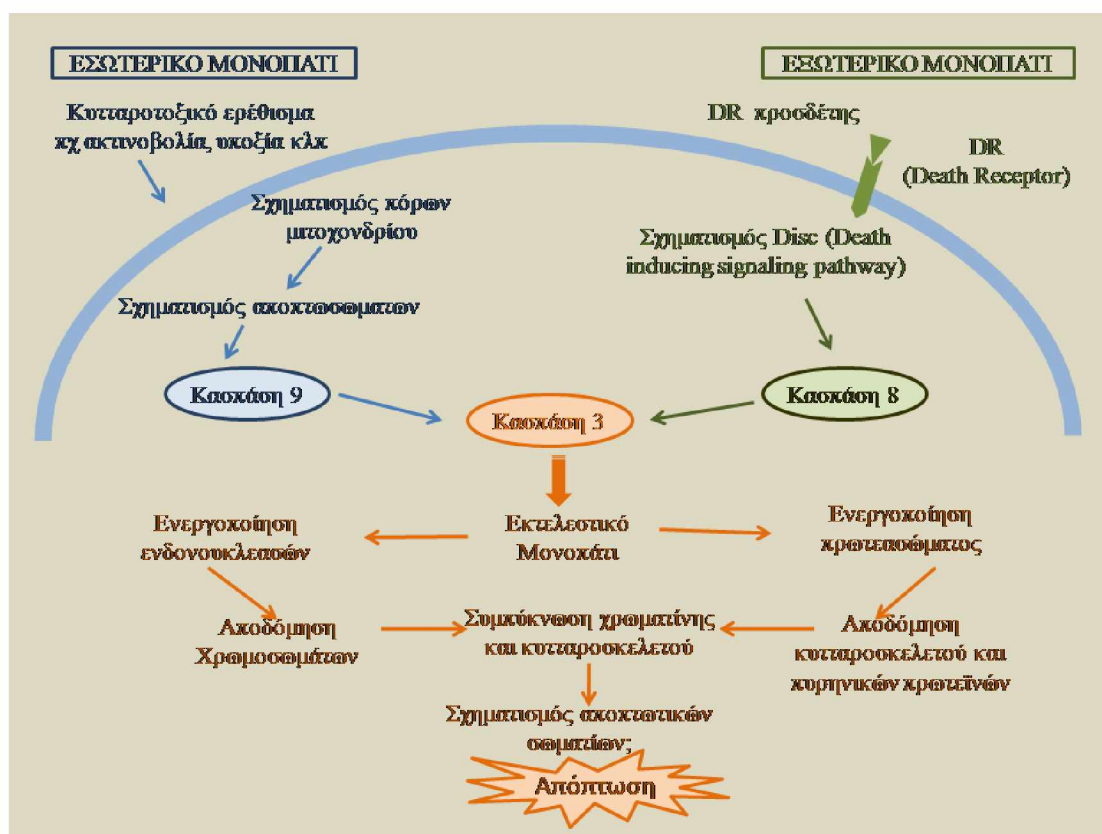 ΕΣΩΤΕΡΙΚΟ ΜΟΝΟΠΑΤΙ
Κυτταροτοξικό ερέθισμα
πχ ακτινοβολία, υποξία κλπ
Σχηματισμός πόρων
μιτοχονδρίου
Σχηματισμός αποπτωσωματων
Κασπάση 9
ΕΞΩΤΕΡΙΚΟ ΜΟΝΟΠΑΤΙ
DR προσδέτης
DR
(Death Receptor)
Σχηματισμός Disc (Death
inducing signaling pathway)
Κασπάση 8
Κασπάση 3
Εκτελεστικό
Μονοπάτι
Ενεργοποίηση
ενδονουκλεασών
Ενεργοποίηση
πρωτεασώματος
Αποδόμηση
Χρωμοσωμάτων
Συμπύκνωση χρωματίνης
και κυτταροσκελετού
Αποδόμηση
κυτταροσκελετού και
πυρηνικών πρωτεϊνών
Σχηματισμός αποπτωτικών
σωματίων;
Απόπτωση